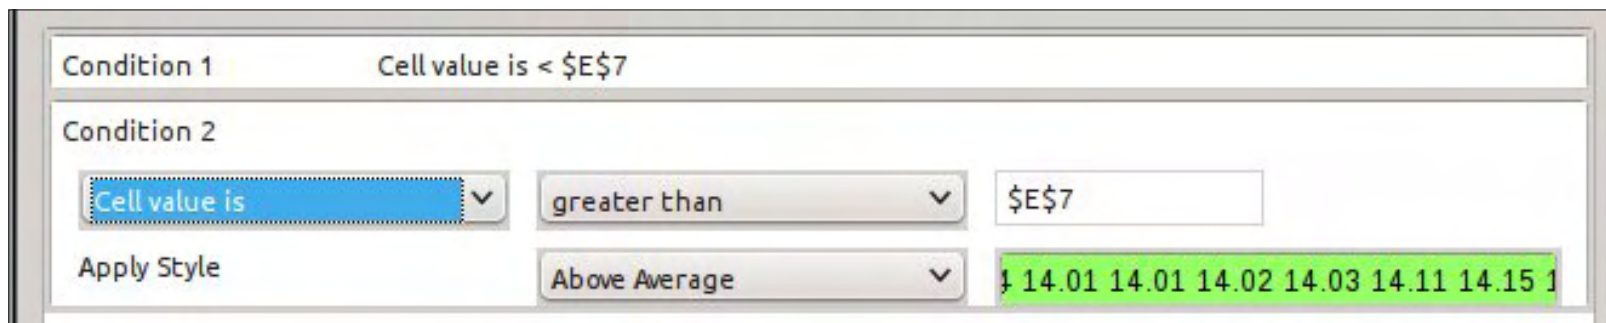 Condition 1 Cell value is < $E$7
Condition 2
Cell value is greater than $E$7
Apply Style Above Average 14.01 14.01 14.02 14.03 14.11 14.15